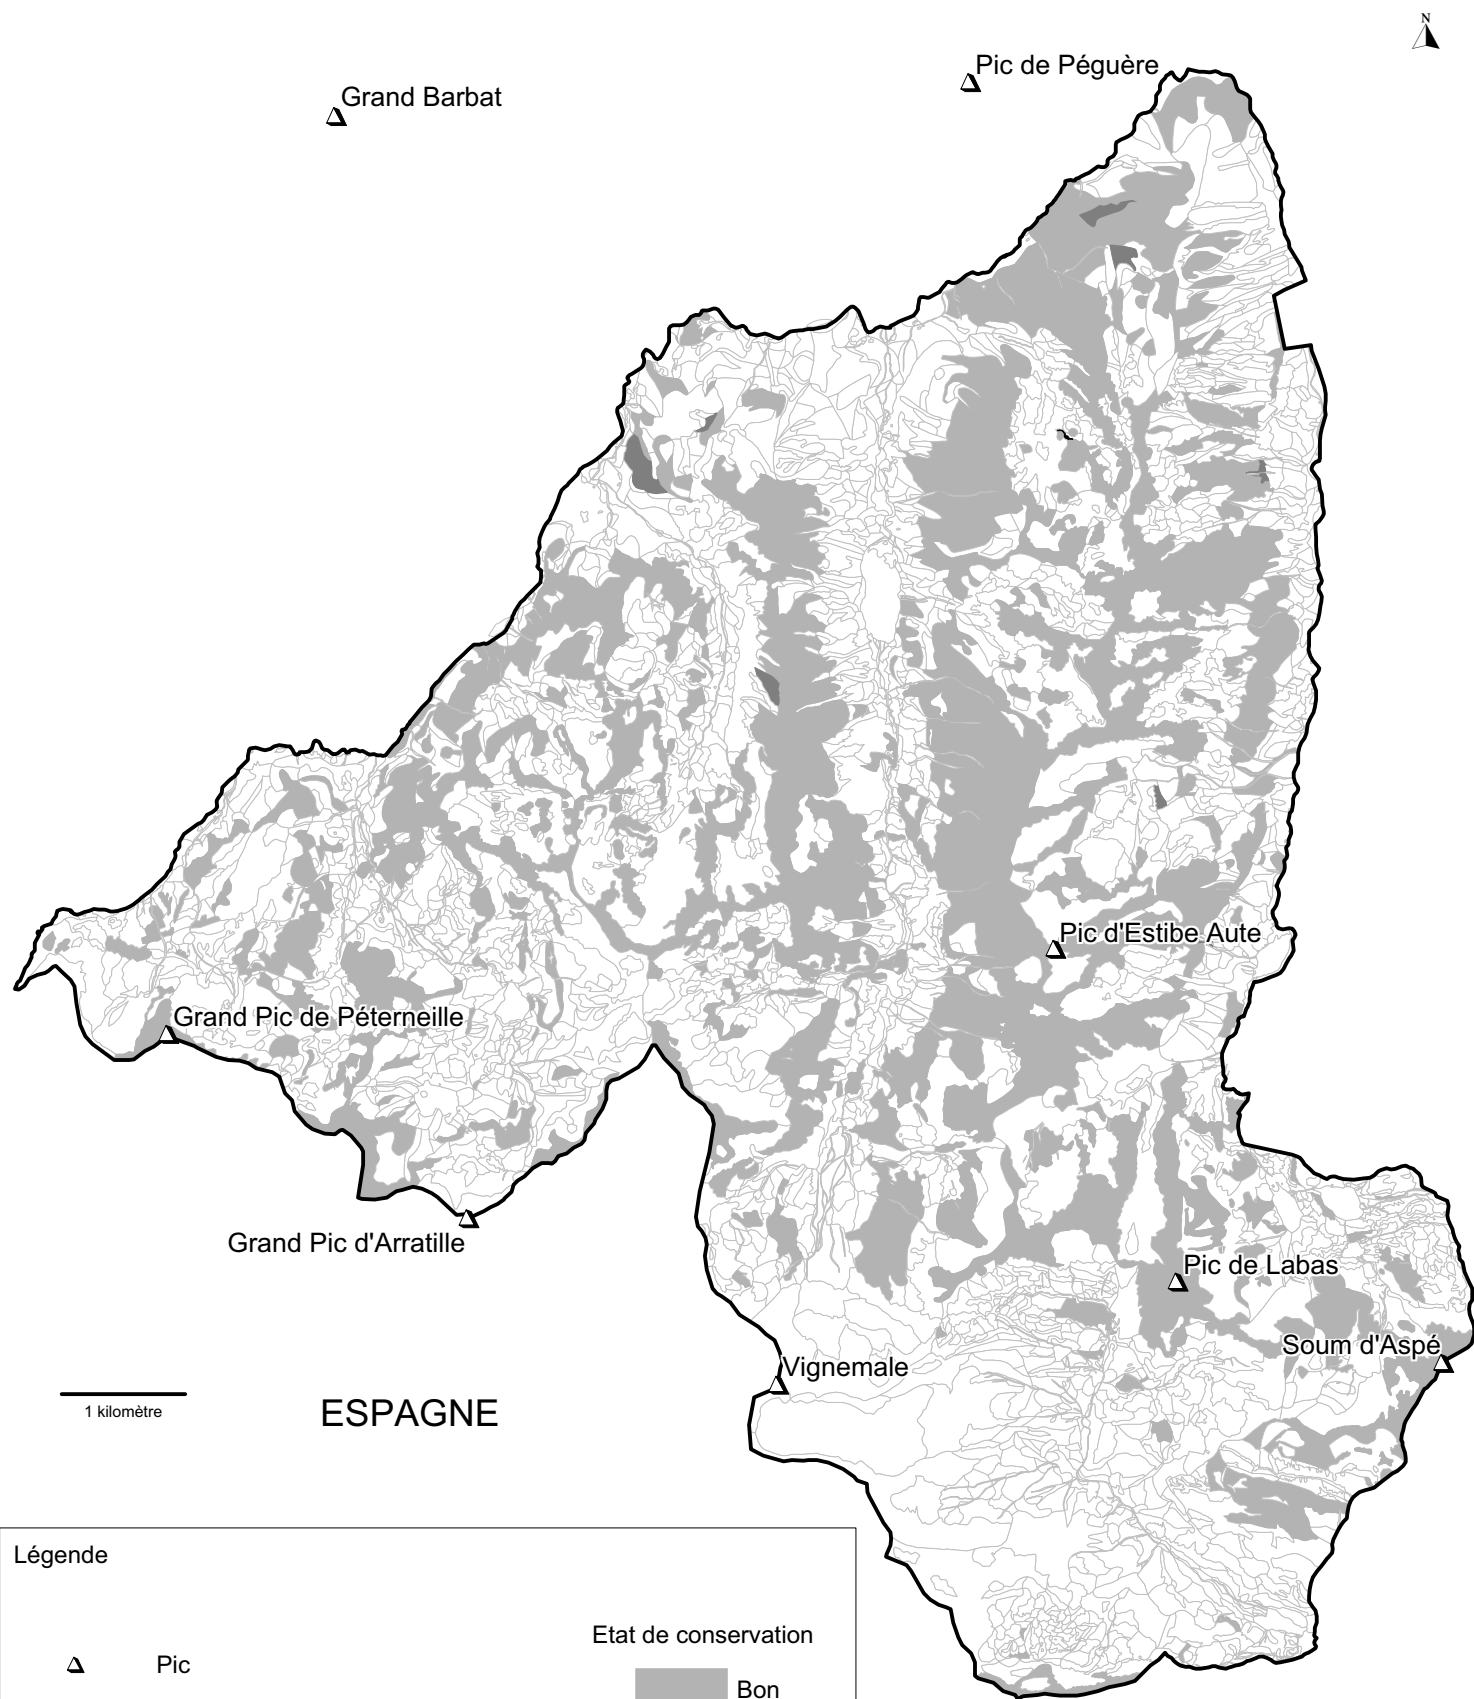 N
Pic de Péguère
Grand Barbat
Pic d'Estibe Aute
Grand Pic de Péterneille
Grand Pic d'Arratille
Pic de Labas
Soum d'Aspé
Vignemale
1 kilomètre
ESPAGNE
Légende
Etat de conservation
Pic
Bon